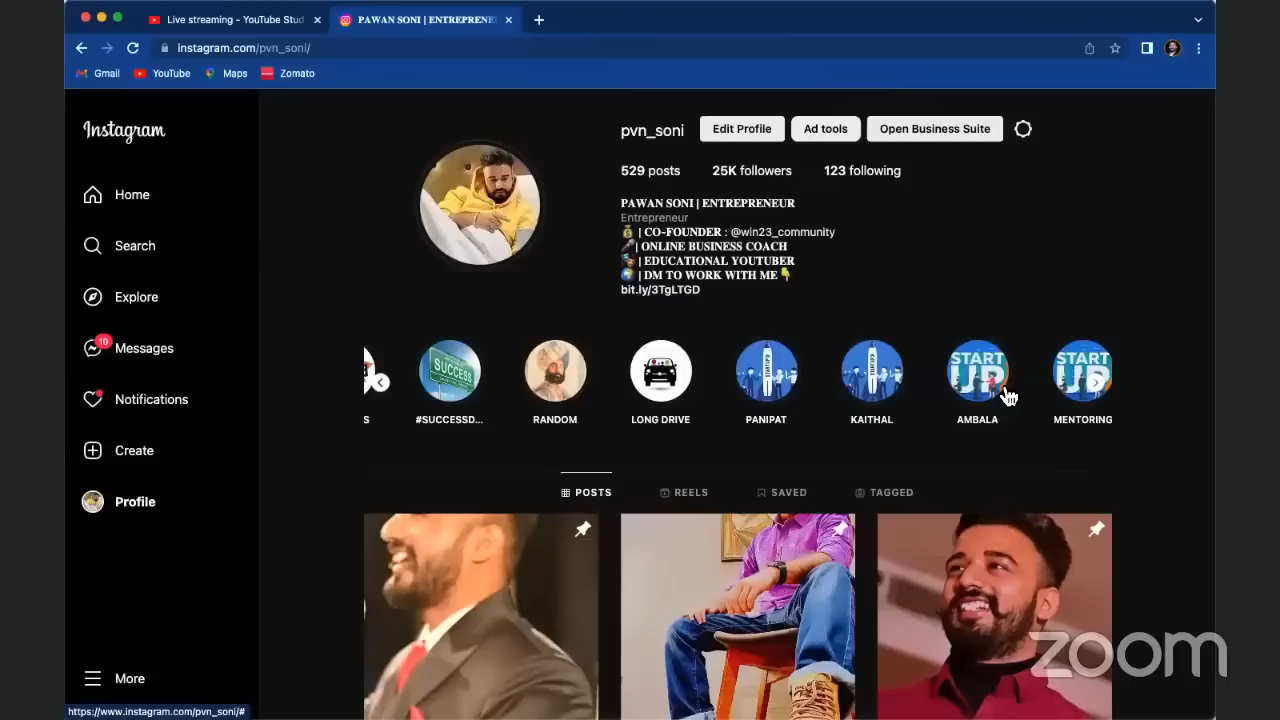 Live streaming - YouTube Stud
PAWAN SONI | ENTREPRENE
instagram.com/pvn_soni/
Gmail
YouTube
Maps
Zomato
Instagram
Home
Search
Explore
10
Messages
Notifications
Create
Profile
More
pvn_soni
Edit Profile
Ad tools
Open Business Suite
529 posts
25K followers
123 following
PAWAN SONI | ENTREPRENEUR
Entrepreneur
💰 | CO-FOUNDER : @win23_community
🎤| ONLINE BUSINESS COACH
| EDUCATIONAL YOUTUBER
🌍 | DM TO WORK WITH ME👇
bit.ly/3TgLTGD
SUCCESS
STARTUP
STARTUP
START UP
START UP
S
#SUCCESSD...
RANDOM
LONG DRIVE
PANIPAT
KAITHAL
AMBALA
MENTORING
POSTS
REELS
SAVED
TAGGED
zoom
https://www.instagram.com/pvn_soni/#